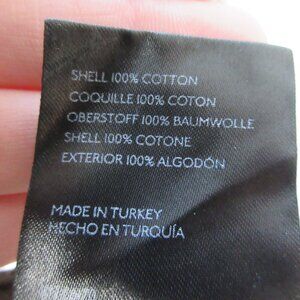 SHELL 100% COTTON
COQUILLE 100% COTON
OBERSTOFF 100% BAUMWOLLE
SHELL 100% COTONE
EXTERIOR 100% ALGODÓN
MADE IN TURKEY
HECHO EN TURQUÍA